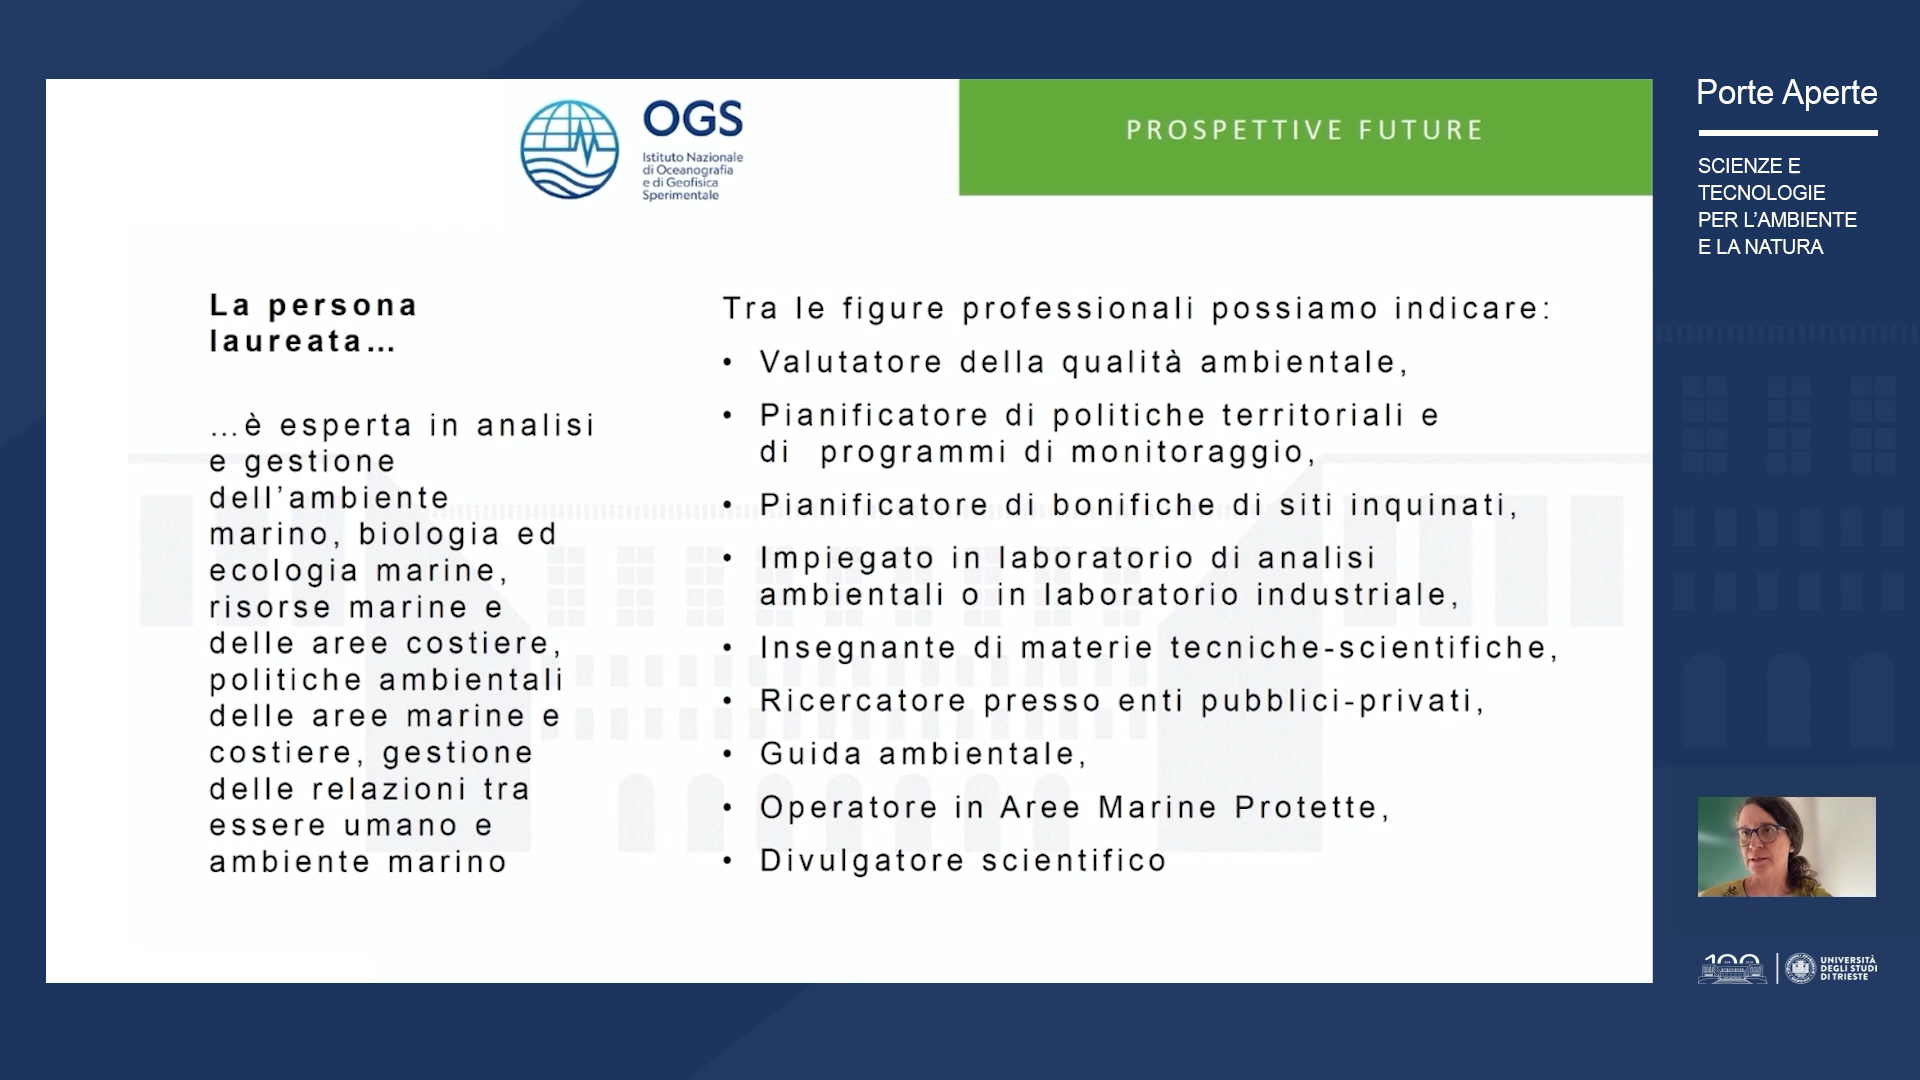 OGS
Istituto Nazionale
di Oceanografia
e di Geofisica
Sperimentale
PROSPETTIVE FUTURE
La persona
laureata…
…è esperta in analisi
e gestione
dell’ambiente
marino, biologia ed
ecologia marine,
risorse marine e
delle aree costiere,
politiche ambientali
delle aree marine e
costiere, gestione
delle relazioni tra
essere umano e
ambiente marino
Tra le figure professionali possiamo indicare:
• Valutatore della qualità ambientale,
• Pianificatore di politiche territoriali e
di programmi di monitoraggio,
• Pianificatore di bonifiche di siti inquinati,
• Impiegato in laboratorio di analisi
ambientali o in laboratorio industriale,
• Insegnante di materie tecniche-scientifiche,
• Ricercatore presso enti pubblici-privati,
• Guida ambientale,
• Operatore in Aree Marine Protette,
• Divulgatore scientifico
Porte Aperte
SCIENZE E
TECNOLOGIE
PER L’AMBIENTE
E LA NATURA
100
UNIVERSITÀ
DEGLI STUDI
DI TRIESTE